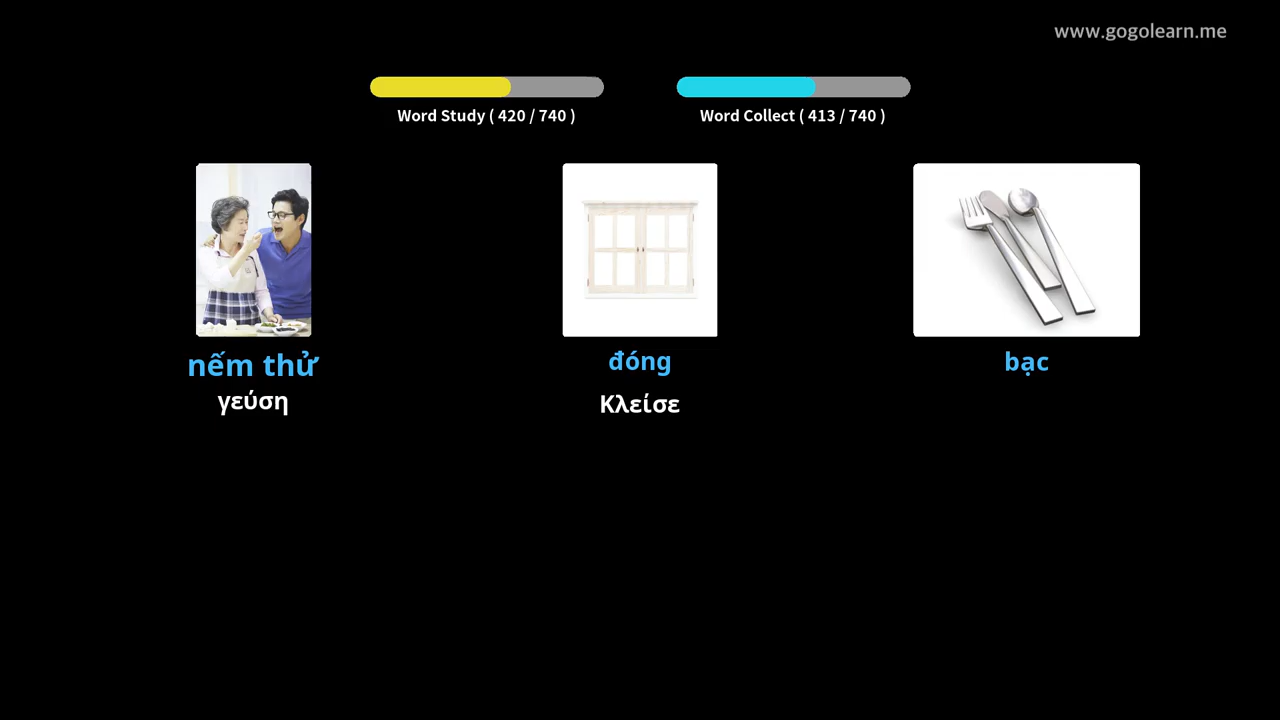 www.gogolearn.me
Word Study ( 420 / 740 )
Word Collect ( 413 / 740 )
nếm thử
γεύση
đóng
Κλείσε
bạc